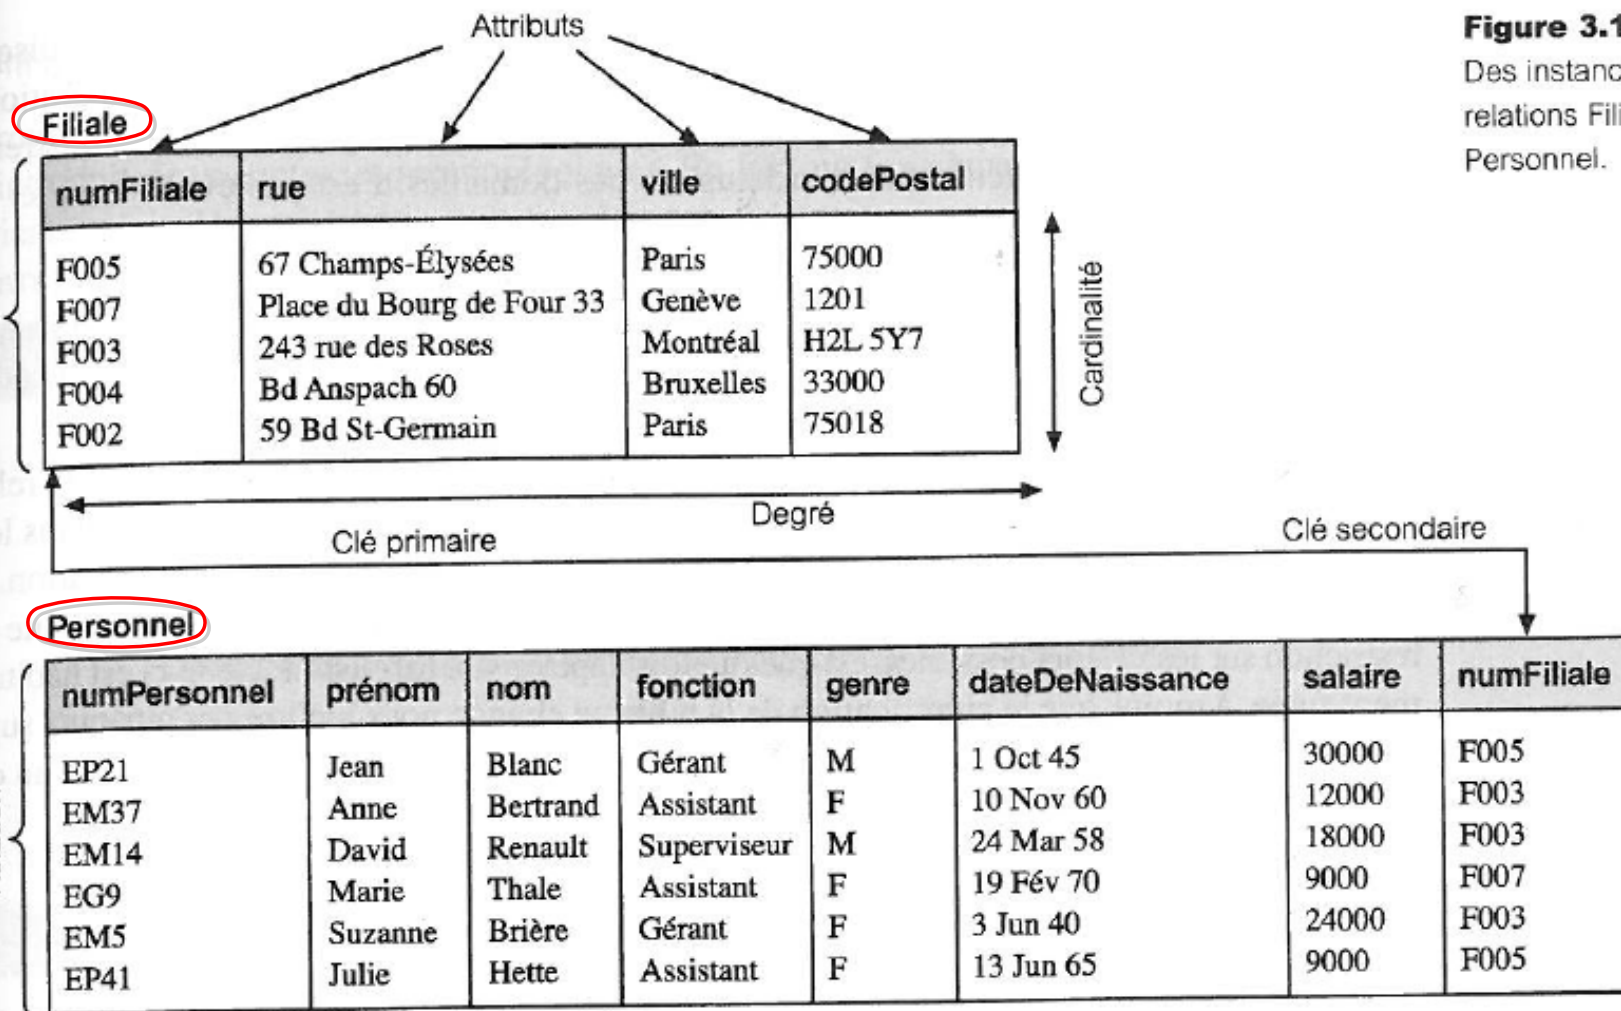 Attributs
Figure 3.1
Des instanc
relations Fili
Personnel.
Filiale
numFiliale rue ville codePostal
F005 67 Champs-Élysées Paris 75000
F007 Place du Bourg de Four 33 Genève 1201
F003 243 rue des Roses Montréal H2L 5Y7
F004 Bd Anspach 60 Bruxelles 33000
F002 59 Bd St-Germain Paris 75018
Cardinalité
Degré
Clé primaire
Clé secondaire
Personnel
numPersonnel prénom nom fonction genre dateDeNaissance salaire numFiliale
EP21 Jean Blanc Gérant M 1 Oct 45 30000 F005
EM37 Anne Bertrand Assistant F 10 Nov 60 12000 F003
EM14 David Renault Superviseur M 24 Mar 58 18000 F003
EG9 Marie Thale Assistant F 19 Fév 70 9000 F007
EM5 Suzanne Brière Gérant F 3 Jun 40 24000 F003
EP41 Julie Hette Assistant F 13 Jun 65 9000 F005